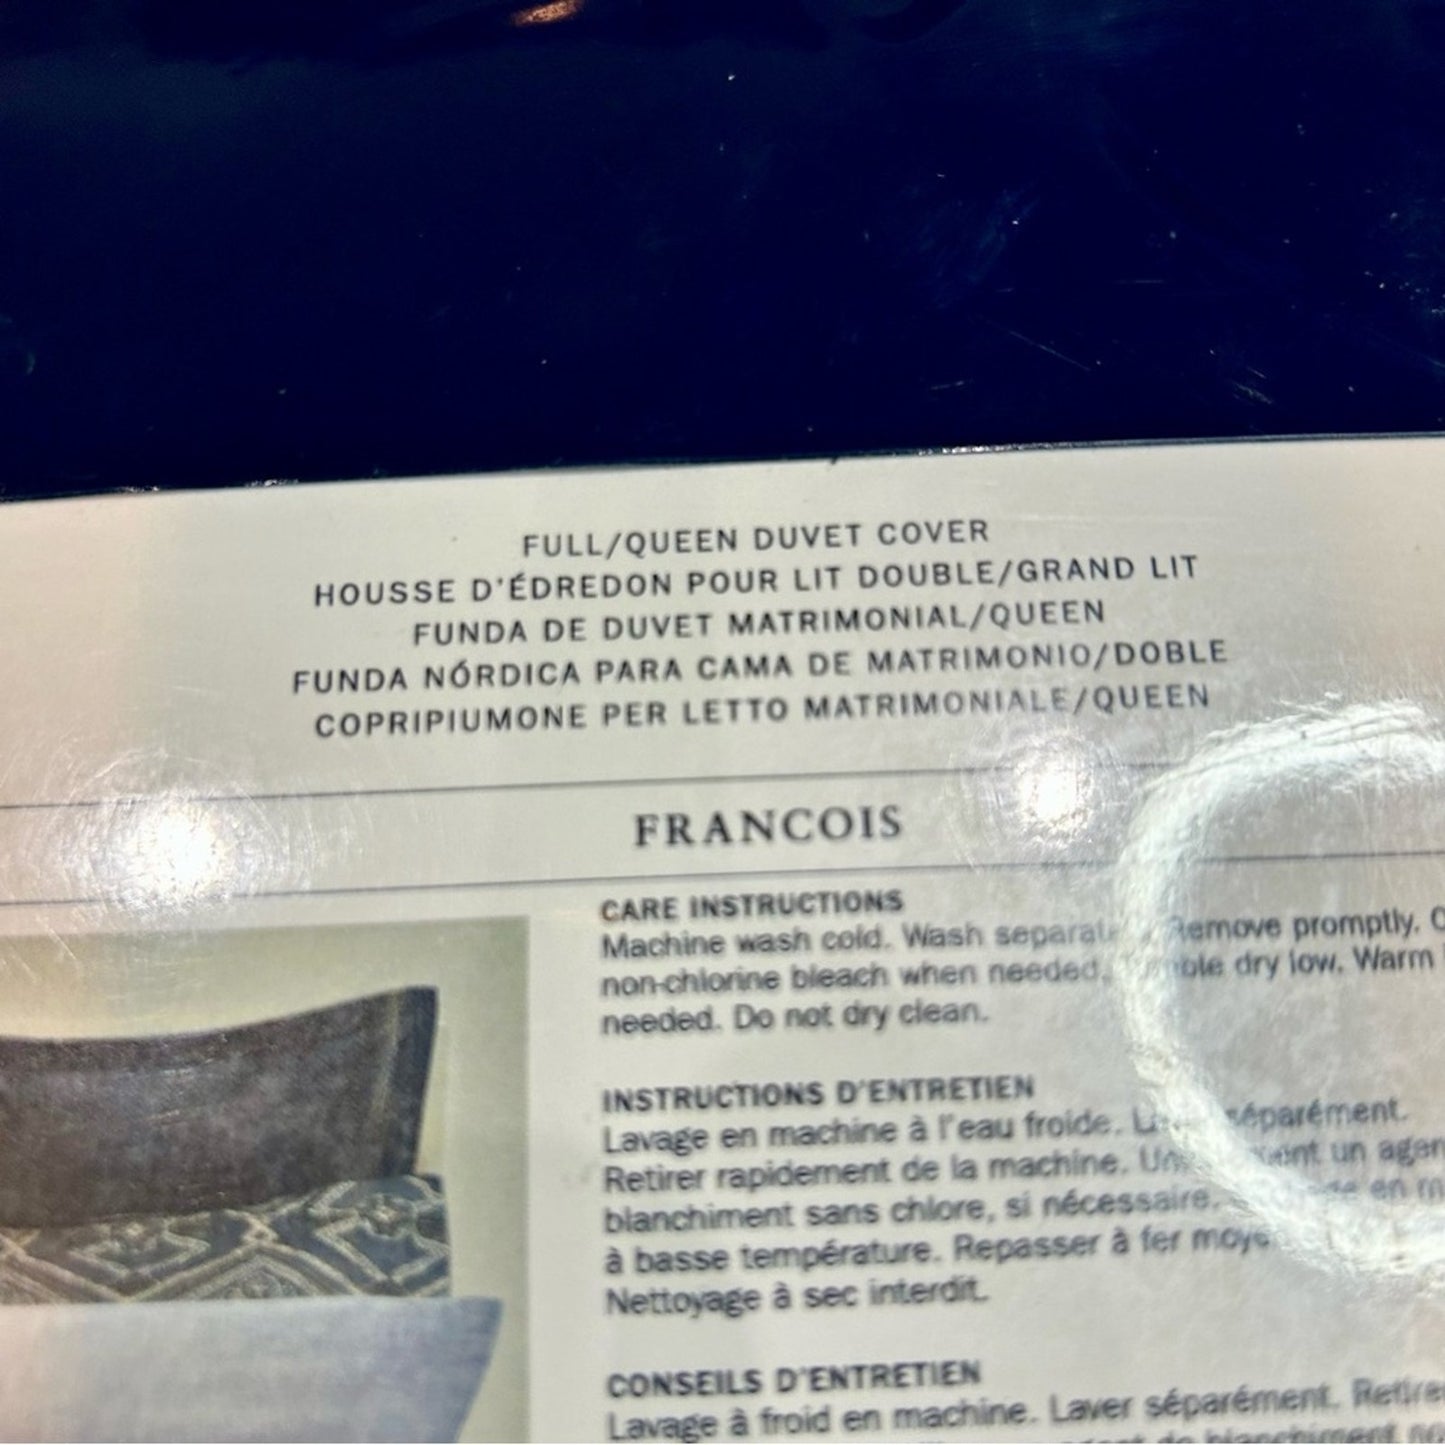 FULL/QUEEN DUVET COVER
HOUSSE D'ÉDREDON POUR LIT DOUBLE/GRAND LIT
FUNDA DE DUVET MATRIMONIAL/QUEEN
FUNDA NÓRDICA PARA CAMA DE MATRIMONIO/DOBLE
COPRIPIUMONE PER LETTO MATRIMONIALE/QUEEN
FRANCOIS
CARE INSTRUCTIONS
Machine wash cold. Wash Remove promptly.
non-chlorine bleach when needed. dry low. Warm
needed. Do not dry clean.
INSTRUCTIONS D'ENTRETIEN
Lavage en machine à l'eau froide. séparément.
Retirer rapidement de la machine. un
blanchiment sans chlore, si nécessaire. en
à basse température. Repasser à fer
Nettoyage à sec interdit.
CONSEILS D'ENTRETIEN
Lavage à froid en machine. Laver séparément.
de blanchiment